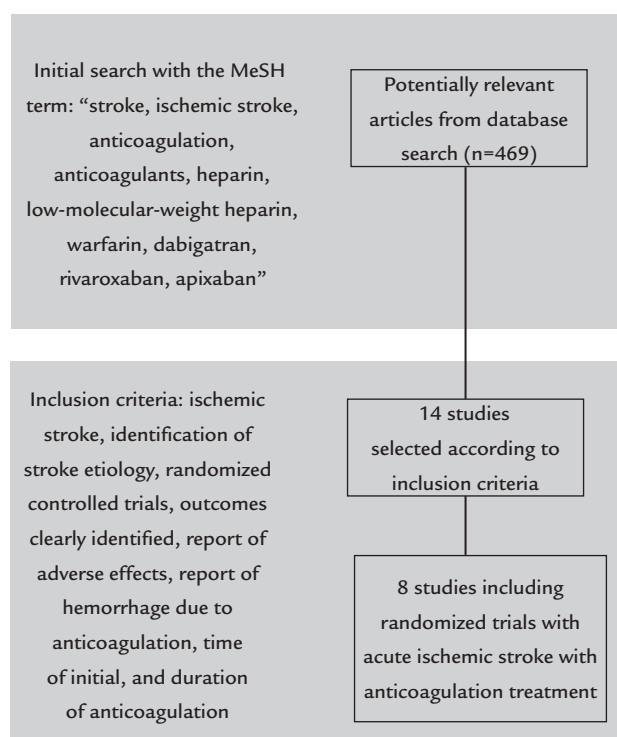 Initial search with the MeSH
term: “stroke, ischemic stroke,
anticoagulation,
anticoagulants, heparin,
low-molecular-weight heparin,
warfarin, dabigatran,
rivaroxaban, apixaban”
Potentially relevant
articles from database
search (n=469)
Inclusion criteria: ischemic
stroke, identification of
stroke etiology, randomized
controlled trials, outcomes
clearly identified, report of
adverse effects, report of
hemorrhage due to
anticoagulation, time
of initial, and duration
of anticoagulation
14 studies
selected according to
inclusion criteria
8 studies including
randomized trials with
acute ischemic stroke with
anticoagulation treatment